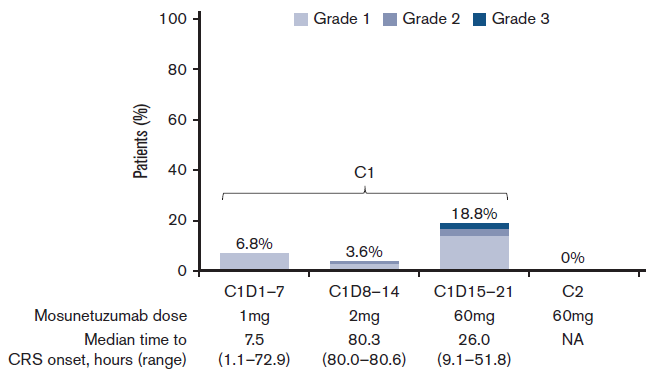 100
Grade 1
Grade 2
Grade 3
80
60
40
20
0
Patients (%)
C1
6.8%
3.6%
18.8%
0%
C1D1–7
C1D8–14
C1D15–21
C2
Mosunetuzumab dose
1mg
2mg
60mg
60mg
Median time to
CRS onset, hours (range)
7.5
(1.1–72.9)
80.3
(80.0–80.6)
26.0
(9.1–51.8)
NA